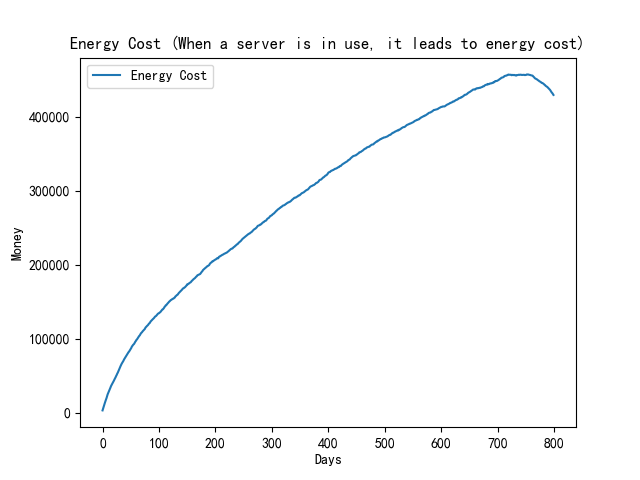 Energy Cost (When a server is in use, it leads to energy cost)
Energy Cost
400000
300000
200000
100000
0
Money
0 100 200 300 400 500 600 700 800
Days